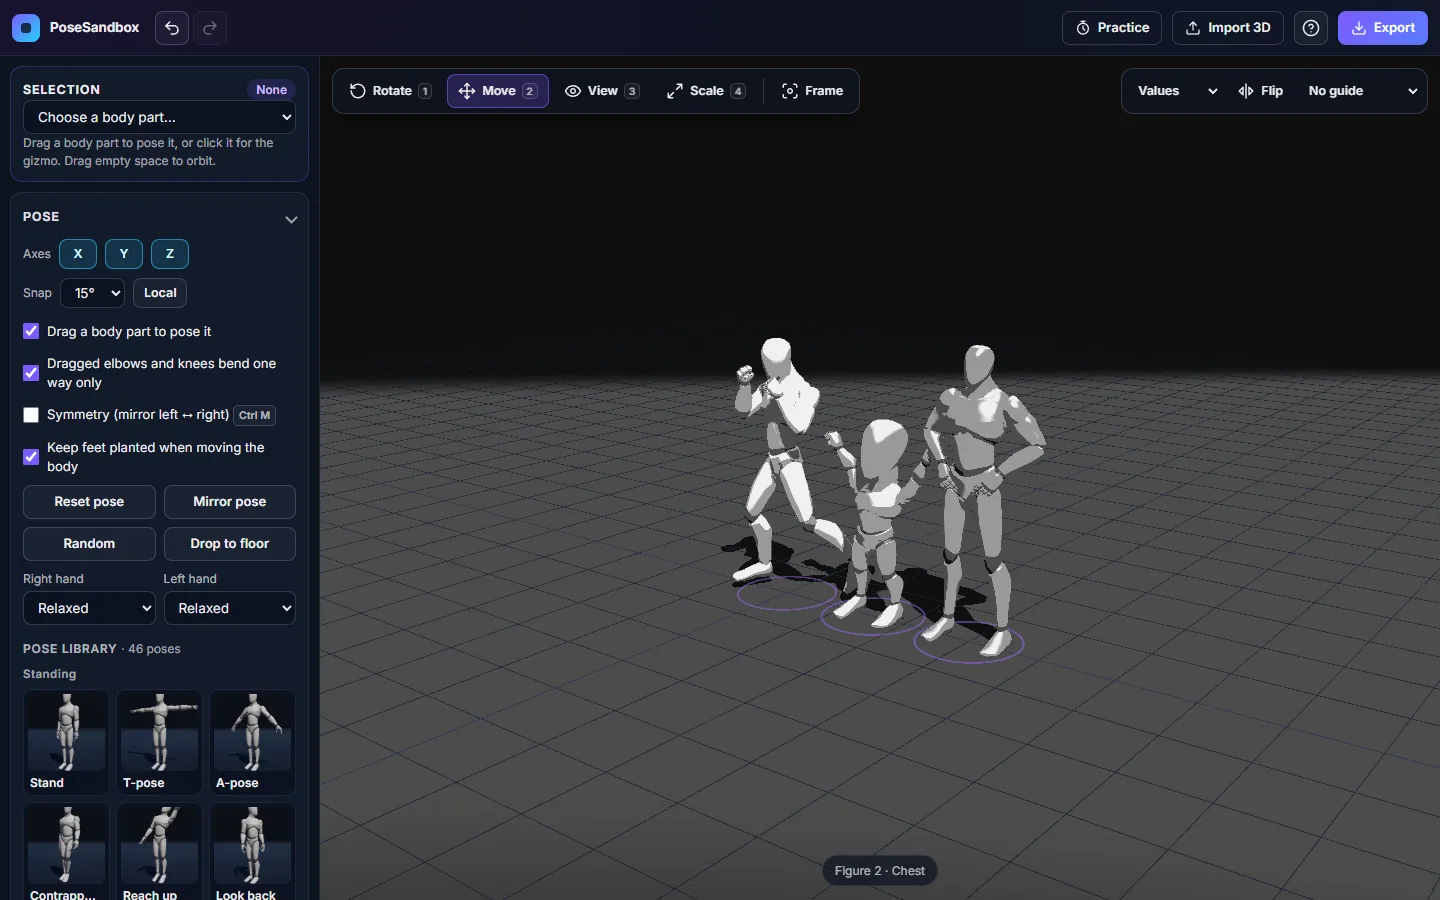 PoseSandbox
Practice
Import 3D
Export
SELECTION
None
Choose a body part...
Drag a body part to pose it, or click it for the
gizmo. Drag empty space to orbit.
Rotate 1
Move 2
View 3
Scale 4
Frame
Values
Flip
No guide
POSE
Axes X Y Z
Snap 15° Local
Drag a body part to pose it
Dragged elbows and knees bend one
way only
Symmetry (mirror left ↔ right) Ctrl M
Keep feet planted when moving the
body
Reset pose
Mirror pose
Random
Drop to floor
Right hand
Left hand
Relaxed
Relaxed
POSE LIBRARY · 46 poses
Standing
Stand
T-pose
A-pose
Contrapp...
Reach up
Look back
Figure 2 · Chest